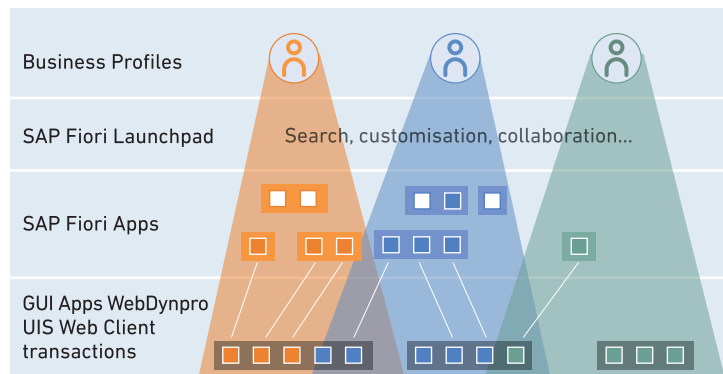 Business Profiles
SAP Fiori Launchpad
Search, customisation, collaboration...
SAP Fiori Apps
GUI Apps WebDynpro
UIS Web Client
transactions